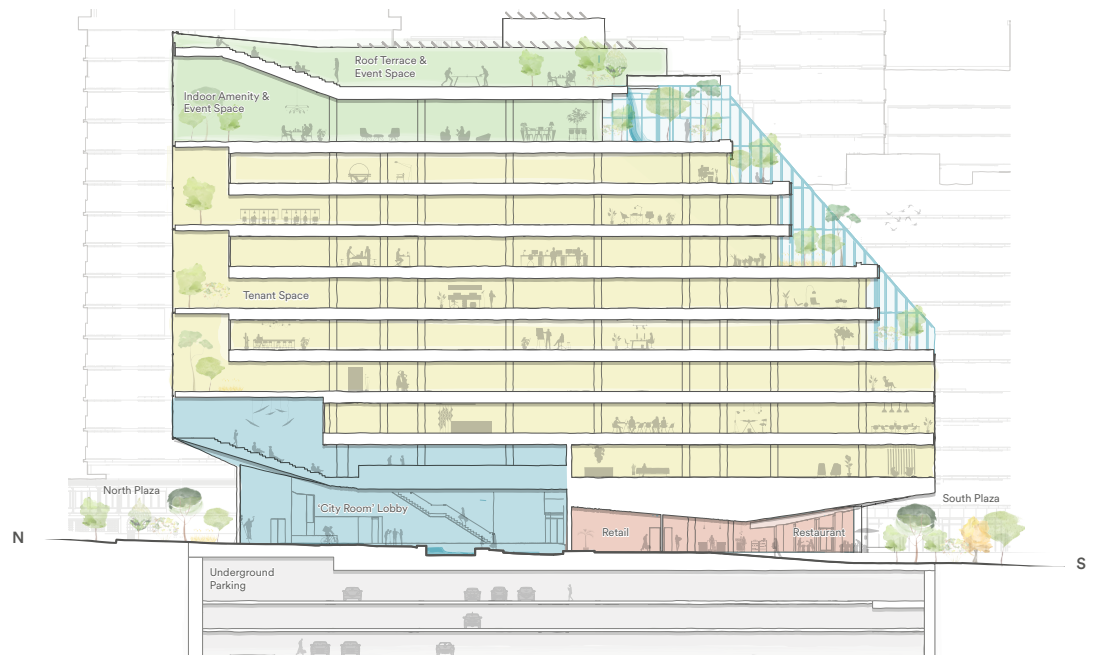 Roof Terrace &
Event Space
Indoor Amenity &
Event Space
Tenant Space
North Plaza
'City Room' Lobby
South Plaza
Retail
Restaurant
N
S
Underground
Parking